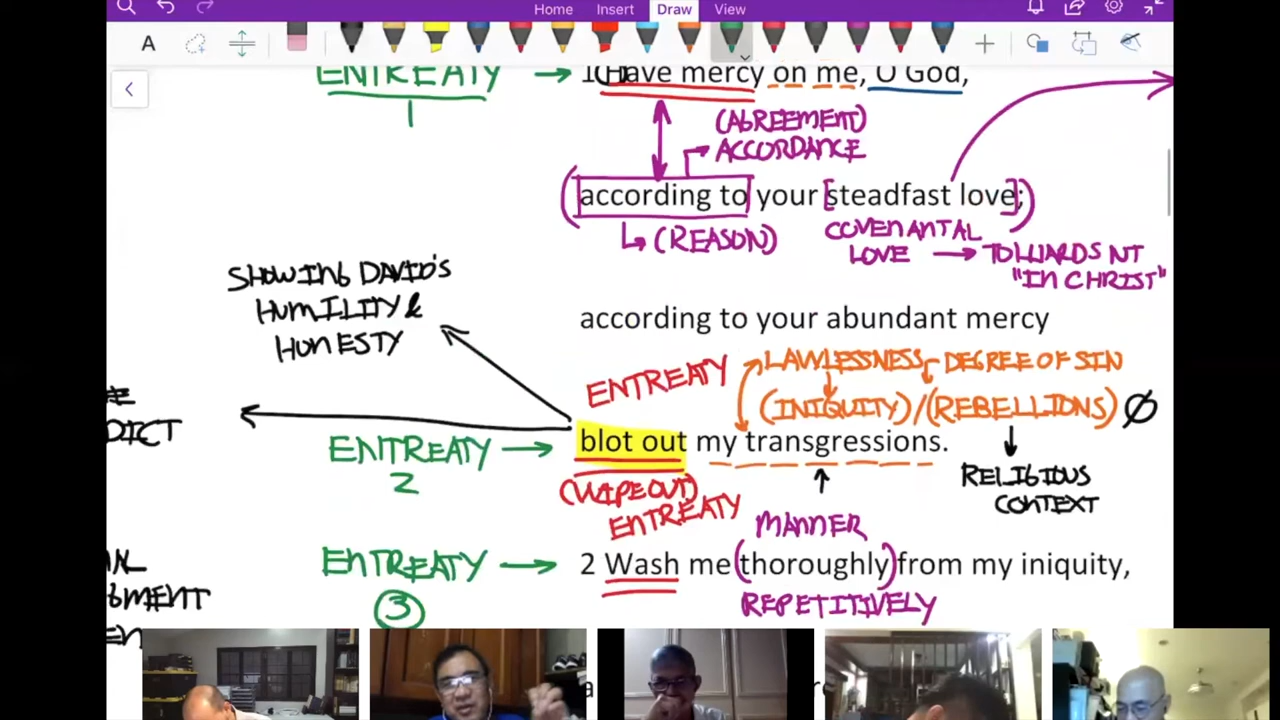 Home Insert Draw View
A
ENTREATY → 1 Have mercy on me, O God,
1
(AGREEMENT)
ACCORDANCE
(according to your [steadfast love;])
↳ (REASON)
COVENANTAL
LOVE → TOWARDS NT
"IN CHRIST"
SHOWING DAVID'S
HUMILITY &
HONESTY
according to your abundant mercy
ENTREATY
LAWLESSNESS DEGREE OF SIN
(INIQUITY)/(REBELLIONS) Ø
DICT
ENTREATY → blot out my transgressions.
2
(WIPEOUT)
ENTREATY
RELIGIOUS
CONTEXT
MANNER
ENTREATY → 2 Wash me (thoroughly) from my iniquity,
3
REPETITIVELY